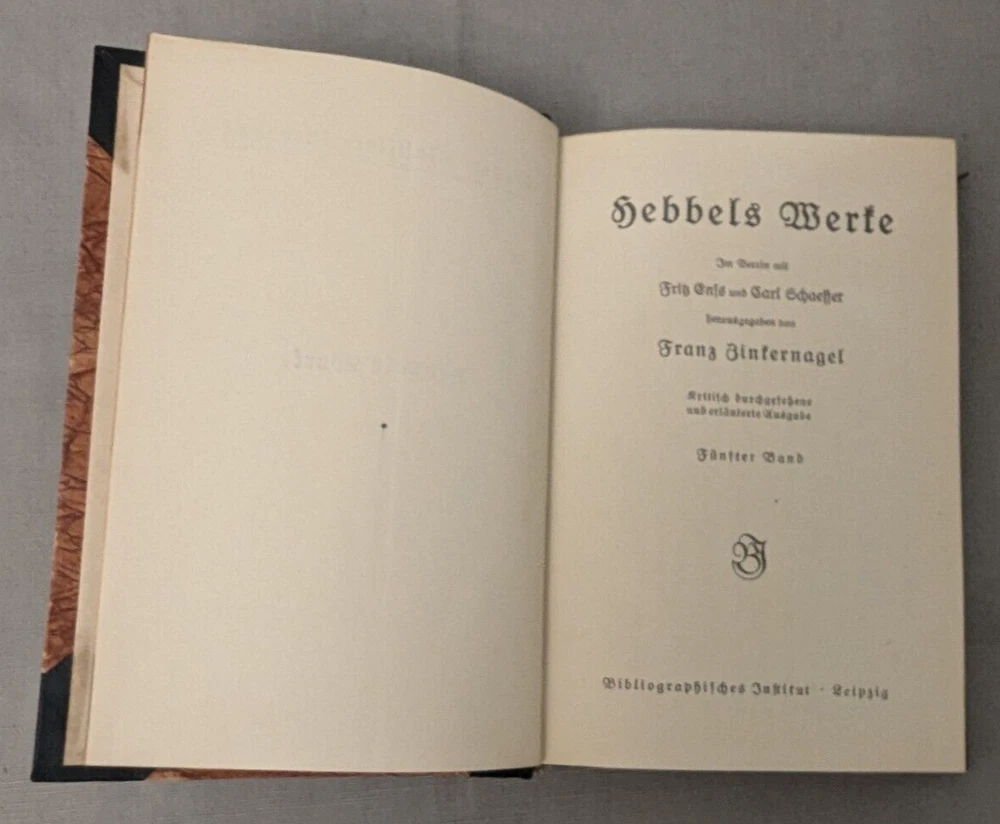 Hebbels Werke
Im Verein mit
Fritz Enss und Carl Schaeffer
herausgegeben von
Franz Zinkernagel
Kritisch durchgesehene
und erläuterte Ausgabe
Fünfter Band
BI
Bibliographisches Institut · Leipzig